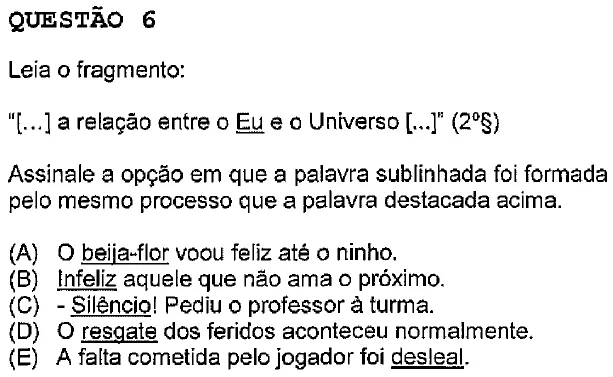 QUESTÃO 6
Leia o fragmento:
"[...] a relação entre o Eu e o Universo [...]" (2º§)
Assinale a opção em que a palavra sublinhada foi formada
pelo mesmo processo que a palavra destacada acima.
(A) O beija-flor voou feliz até o ninho.
(B) Infeliz aquele que não ama o próximo.
(C) - Silêncio! Pediu o professor à turma.
(D) O resgate dos feridos aconteceu normalmente.
(E) A falta cometida pelo jogador foi desleal.